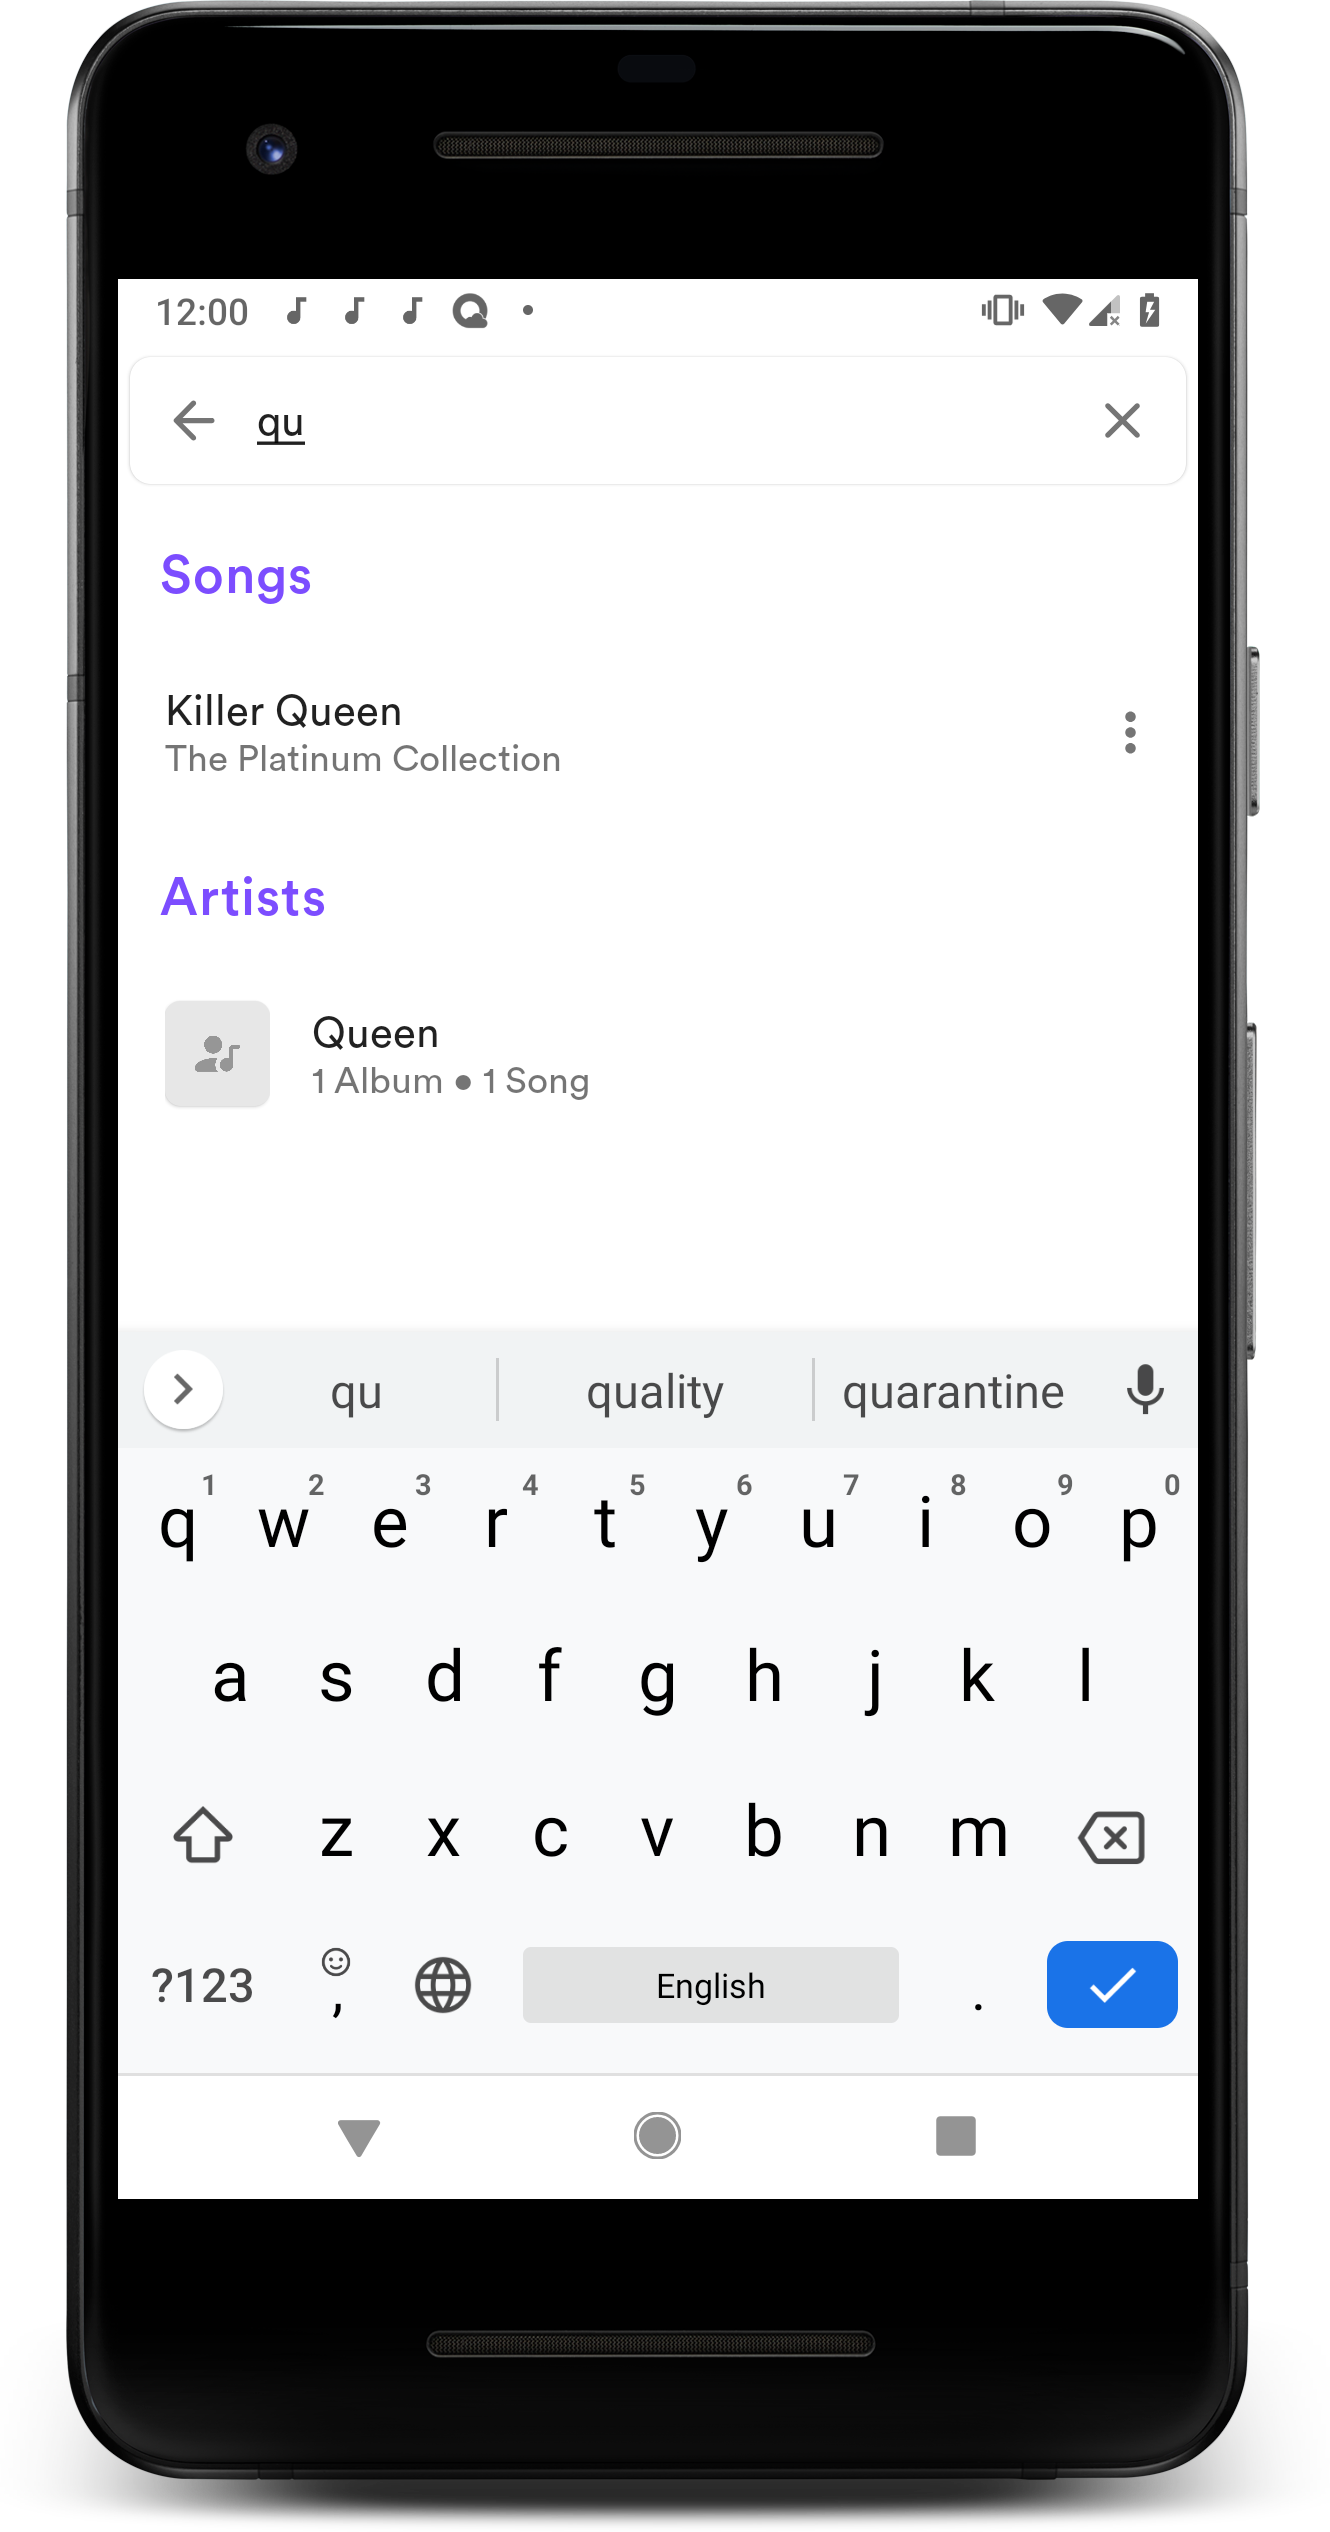 12:00
qu
Songs
Killer Queen
The Platinum Collection
Artists
Queen
1 Album ● 1 Song
qu quality quarantine
1 2 3 4 5 6 7 8 9 0
q w e r t y u i o p
a s d f g h j k l
z x c v b n m
?123 , English .